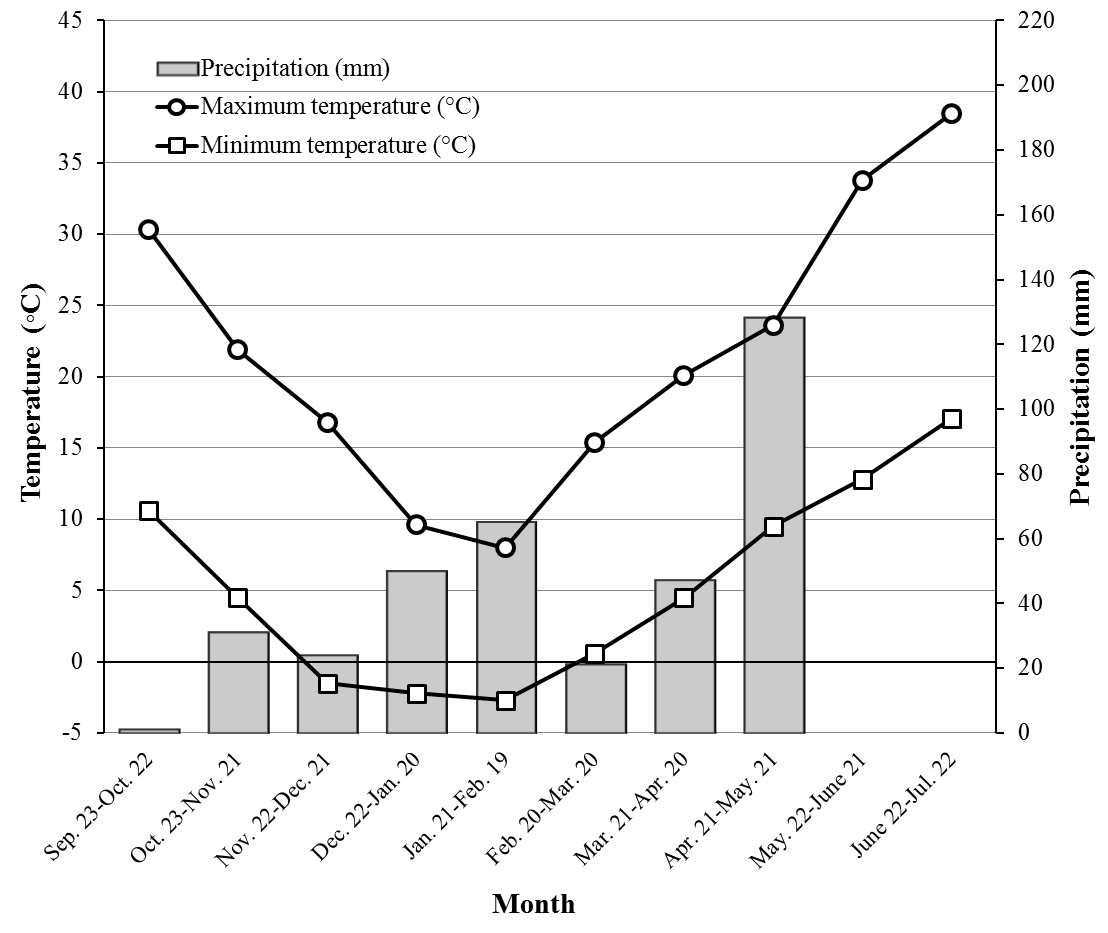 45
40
35
30
25
20
15
10
5
0
-5
Temperature (°C)
Precipitation (mm)
Maximum temperature (°C)
Minimum temperature (°C)
220
200
180
160
140
120
100
80
60
40
20
0
Precipitation (mm)
Sep. 23-Oct. 22
Oct. 23-Nov. 21
Nov. 22-Dec. 21
Dec. 22-Jan. 20
Jan. 21-Feb. 19
Feb. 20-Mar. 20
Mar. 21-Apr. 20
Apr. 21-May. 21
May. 22-June 21
June 22-Jul. 22
Month